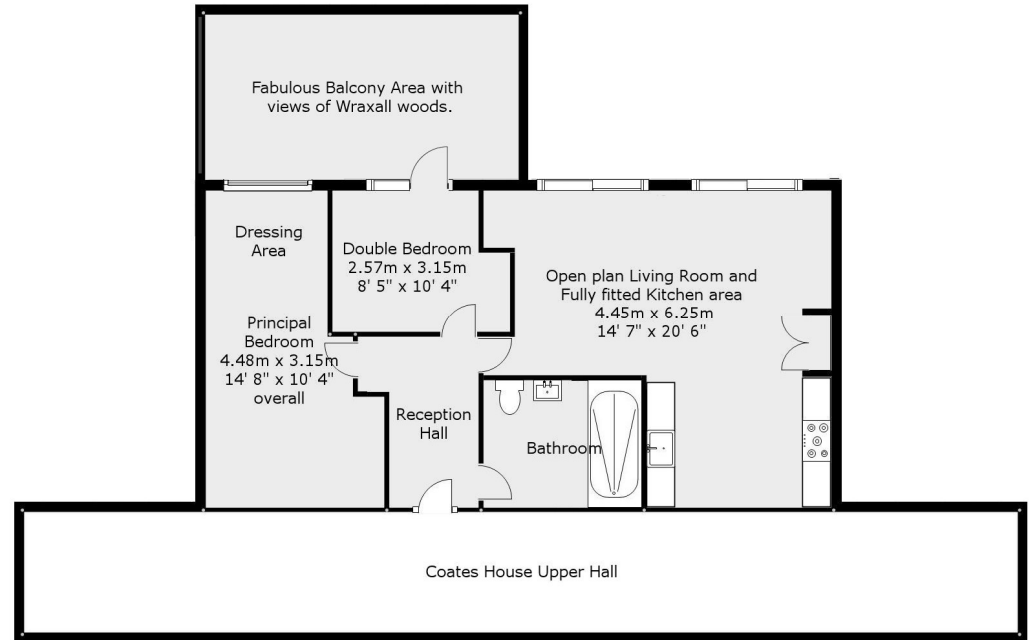 Fabulous Balcony Area with
views of Wraxall woods.
Dressing
Area
Double Bedroom
2.57m x 3.15m
8' 5" x 10' 4"
Open plan Living Room and
Fully fitted Kitchen area
4.45m x 6.25m
14' 7" x 20' 6"
Principal
Bedroom
4.48m x 3.15m
14' 8" x 10' 4"
overall
Reception
Hall
Bathroom
Coates House Upper Hall